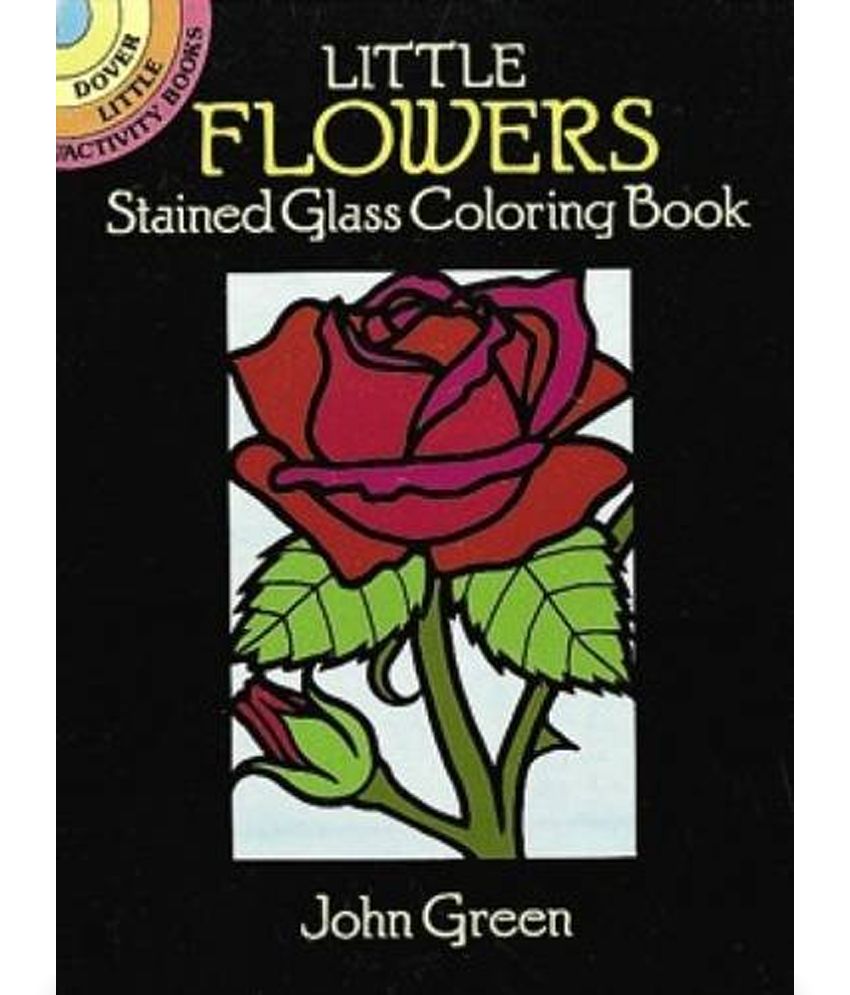 DOVER
LITTLE
ACTIVITY BOOKS
LITTLE
FLOWERS
Stained Glass Coloring Book
John Green